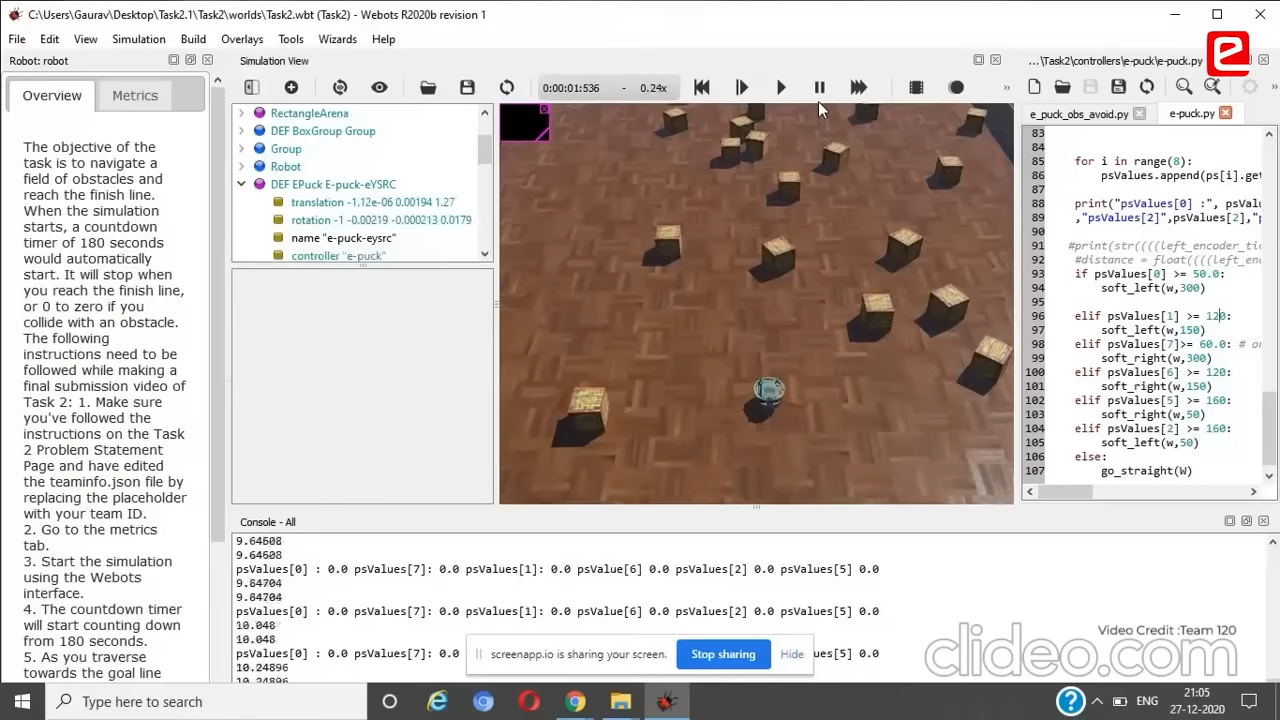 C:\Users\Gaurav\Desktop\Task2.1\Task2\worlds\Task2.wbt (Task2) - Webots R2020b revision 1
File Edit View Simulation Build Overlays Tools Wizards Help
Robot: robot
Overview Metrics
The objective of the
task is to navigate a
field of obstacles and
reach the finish line.
When the simulation
starts, a countdown
timer of 180 seconds
would automatically
start. It will stop when
you reach the finish line,
or 0 to zero if you
collide with an obstacle.
The following
instructions need to be
followed while making a
final submission video of
Task 2: 1. Make sure
you've followed the
instructions on the Task
2 Problem Statement
Page and have edited
the teaminfo.json file by
replacing the placeholder
with your team ID.
2. Go to the metrics
tab.
3. Start the simulation
using the Webots
interface.
4. The countdown timer
will start counting down
from 180 seconds.
5. As you traverse
towards the goal line
Simulation View
0:00:01:536 - 0.24x
RectangleArena
DEF BoxGroup Group
Group
Robot
DEF EPuck E-puck-eYSRC
translation -1.12e-06 0.00194 1.27
rotation -1 -0.00219 -0.000213 0.0179
name "e-puck-eysrc"
controller "e-puck"
...\Task2\controllers\e-puck\e-puck.py
e
e_puck_obs_avoid.py e-puck.py
83
84
85 for i in range(8):
86 psValues.append(ps[i].get
87
88 print("psValues[0] :", psValu
89 ,"psValues[2]",psValues[2],"p
90
91 #print(str((((left_encoder_tic
92 #distance = float((((left_enc
93 if psValues[0] >= 50.0:
94 soft_left(w,300)
95
96 elif psValues[1] >= 120:
97 soft_left(w,150)
98 elif psValues[7]>= 60.0: # or
99 soft_right(w,300)
100 elif psValues[6] >= 120:
101 soft_right(w,150)
102 elif psValues[5] >= 160:
103 soft_right(w,50)
104 elif psValues[2] >= 160:
105 soft_left(w,50)
106 else:
107 go_straight(W)
Console - All
9.64608
9.64608
psValues[0] : 0.0 psValues[7]: 0.0 psValues[1]: 0.0 psValue[6] 0.0 psValues[2] 0.0 psValues[5] 0.0
9.84704
9.84704
psValues[0] : 0.0 psValues[7]: 0.0 psValues[1]: 0.0 psValue[6] 0.0 psValues[2] 0.0 psValues[5] 0.0
10.048
10.048
psValues[0] : 0.0 psValues[7]: 0.0  values[5] 0.0
10.24896
screenapp.io is sharing your screen. Stop sharing Hide
Video Credit :Team 120
clideo.com
Type here to search
ENG
21:05
27-12-2020